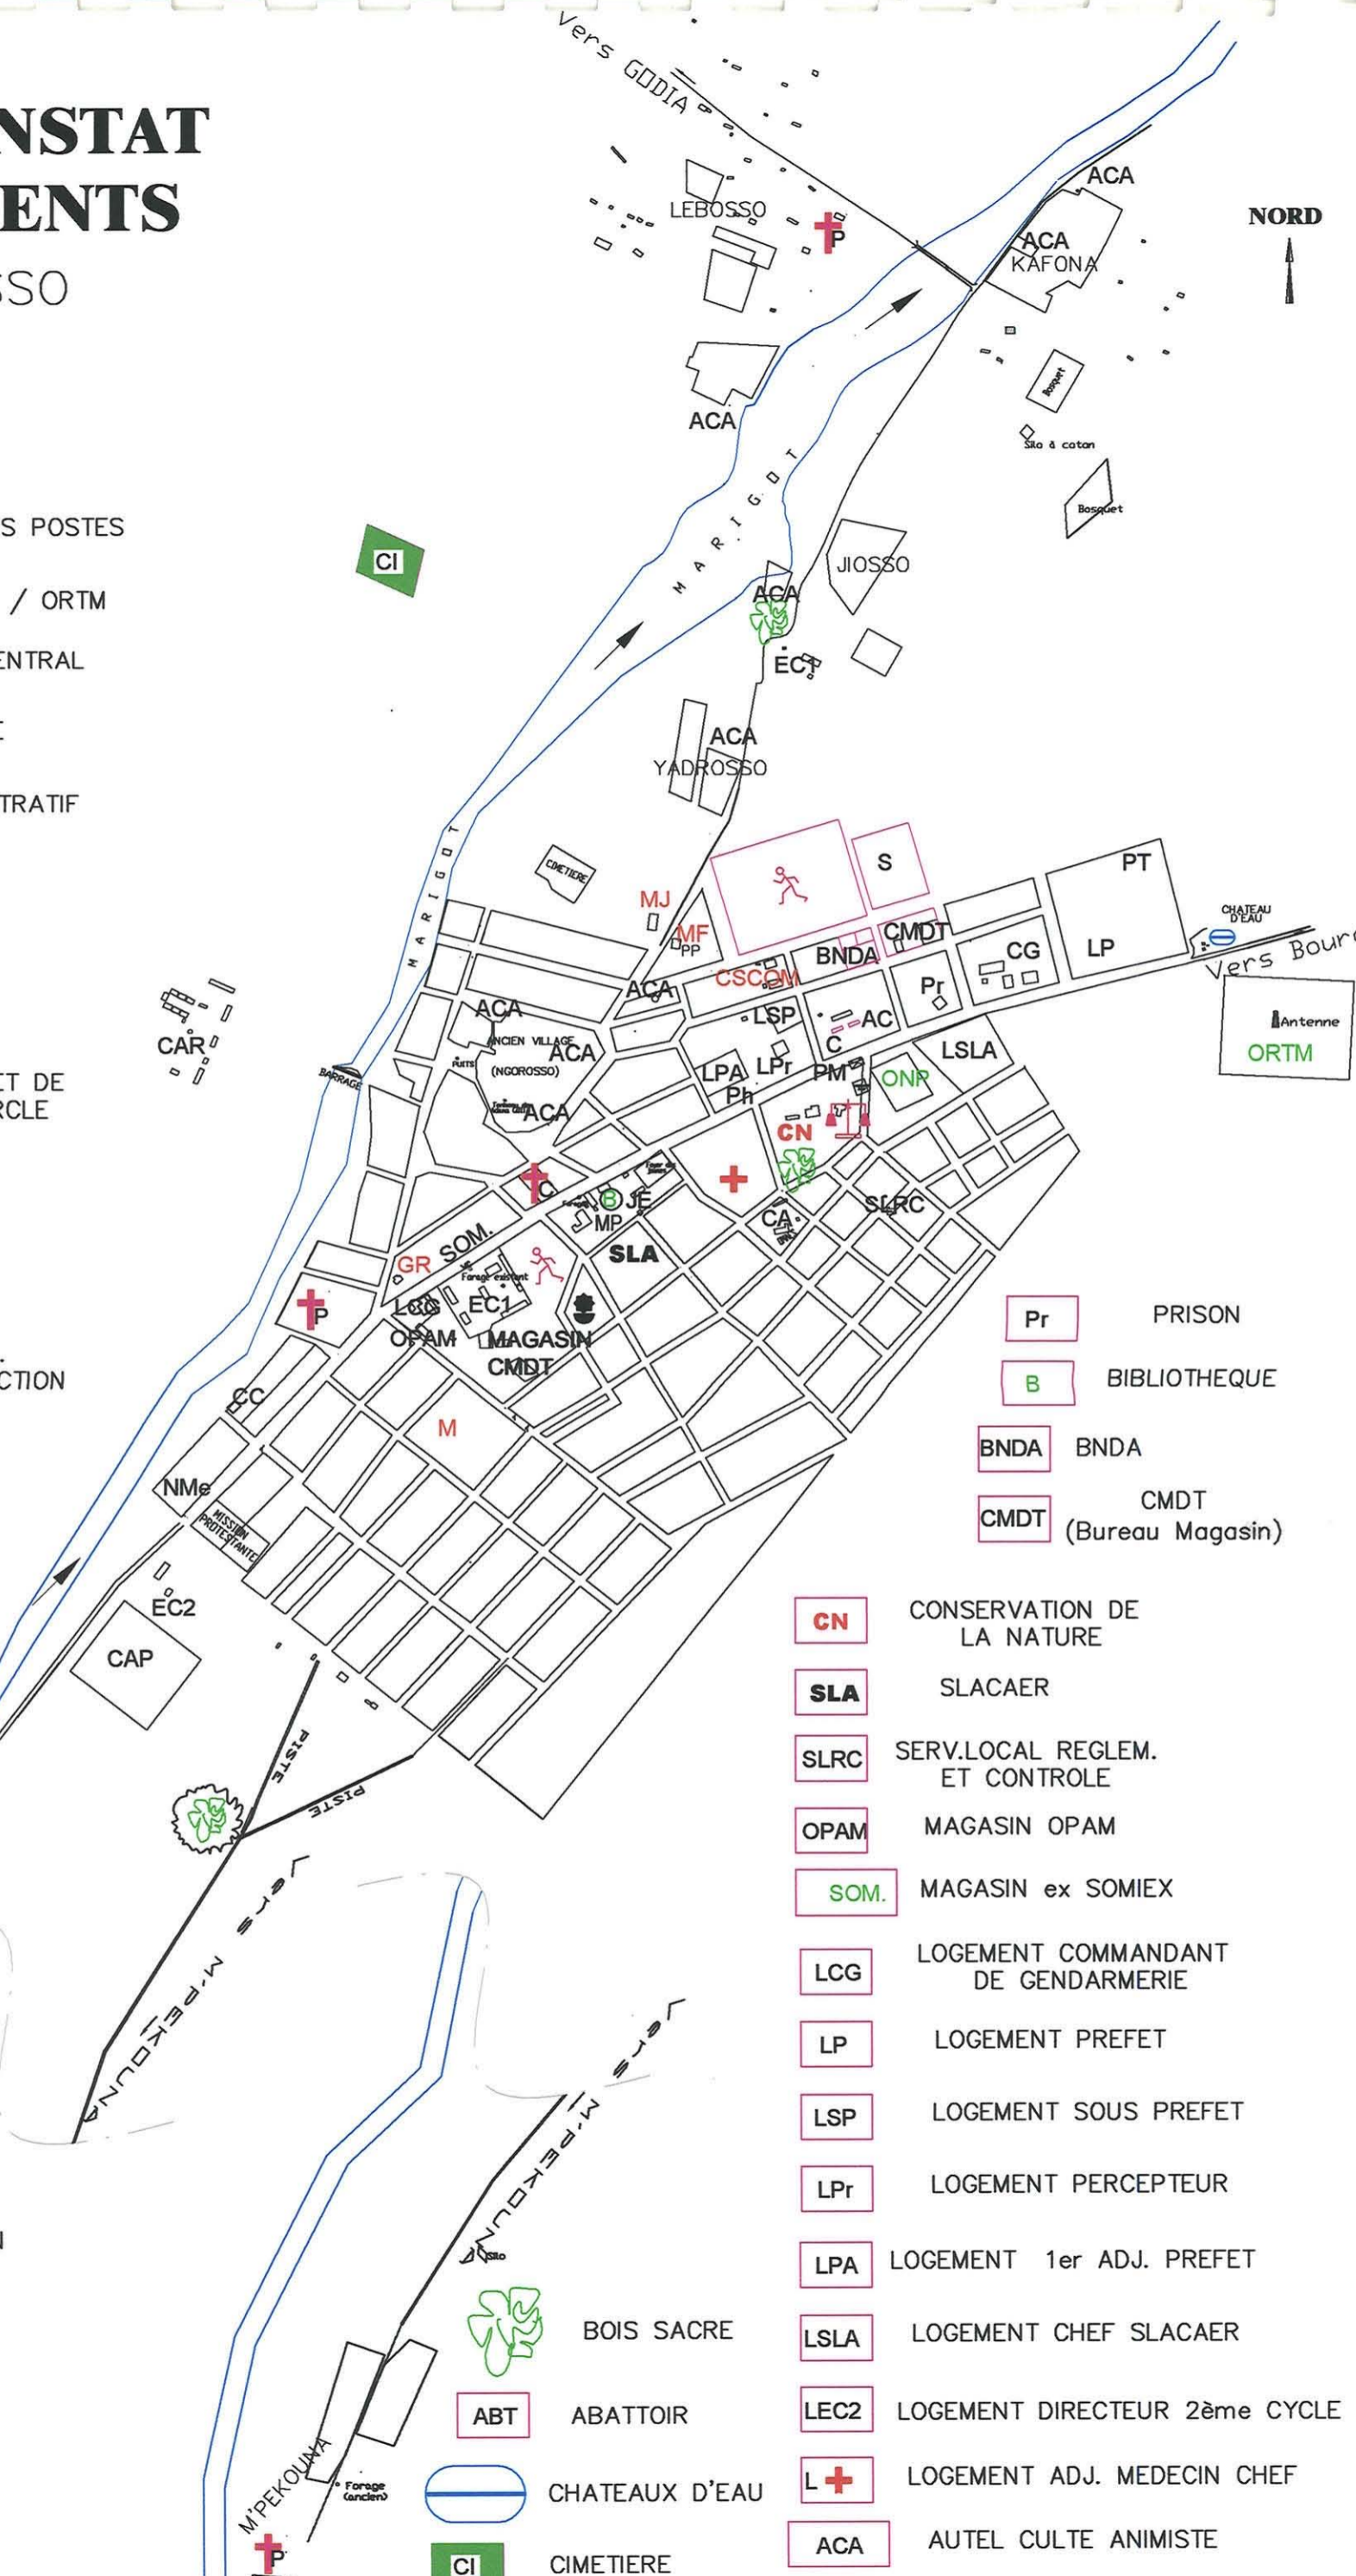 NSTAT
ENTS
SSO
S POSTES
/ ORTM
ENTRAL
E
TRATIF
ET DE
RCLE
CTION
Vers GODIA
LEBOSSO
P
ACA
ACA
KAFONA
NORD
ACA
Bosquet
Silo à coton
Bosquet
MARIGOT
CI
JIOSSO
ACA
EC1
ACA
YADROSSO
CIMETIERE
MARIGOT
MJ
MF
PP
S
PT
CMDT
BNDA
CG
LP
CHATEAU
D'EAU
Vers Bour
CSCOM
Pr
ACA
ACA
LSP
AC
C
ANCIEN VILLAGE
(NGOROSSO)
ACA
PUITS
Antenne
ORTM
CAR
BARRAGE
LPA
LPr
PM
ONP
LSLA
Ph
ACA
CN
C
B
JE
MP
CA
SLRC
SOM.
SLA
GR
Forage existant
P
LCG
EC1
OPAM
MAGASIN
CMDT
CC
M
NMe
MISSION
PROTESTANTE
EC2
CAP
PISTE
PISTE
Vers M'PEKOUNA
Vers M'PEKOUNA
Silo
M'PEKOUNA
Forage
(ancien)
P
Pr PRISON
B BIBLIOTHEQUE
BNDA BNDA
CMDT CMDT
(Bureau Magasin)
CN CONSERVATION DE
LA NATURE
SLA SLACAER
SLRC SERV.LOCAL REGLEM.
ET CONTROLE
OPAM MAGASIN OPAM
SOM. MAGASIN ex SOMIEX
LCG LOGEMENT COMMANDANT
DE GENDARMERIE
LP LOGEMENT PREFET
LSP LOGEMENT SOUS PREFET
LPr LOGEMENT PERCEPTEUR
LPA LOGEMENT 1er ADJ. PREFET
LSLA LOGEMENT CHEF SLACAER
LEC2 LOGEMENT DIRECTEUR 2ème CYCLE
L LOGEMENT ADJ. MEDECIN CHEF
ACA AUTEL CULTE ANIMISTE
BOIS SACRE
ABT ABATTOIR
CHATEAUX D'EAU
CI CIMETIERE